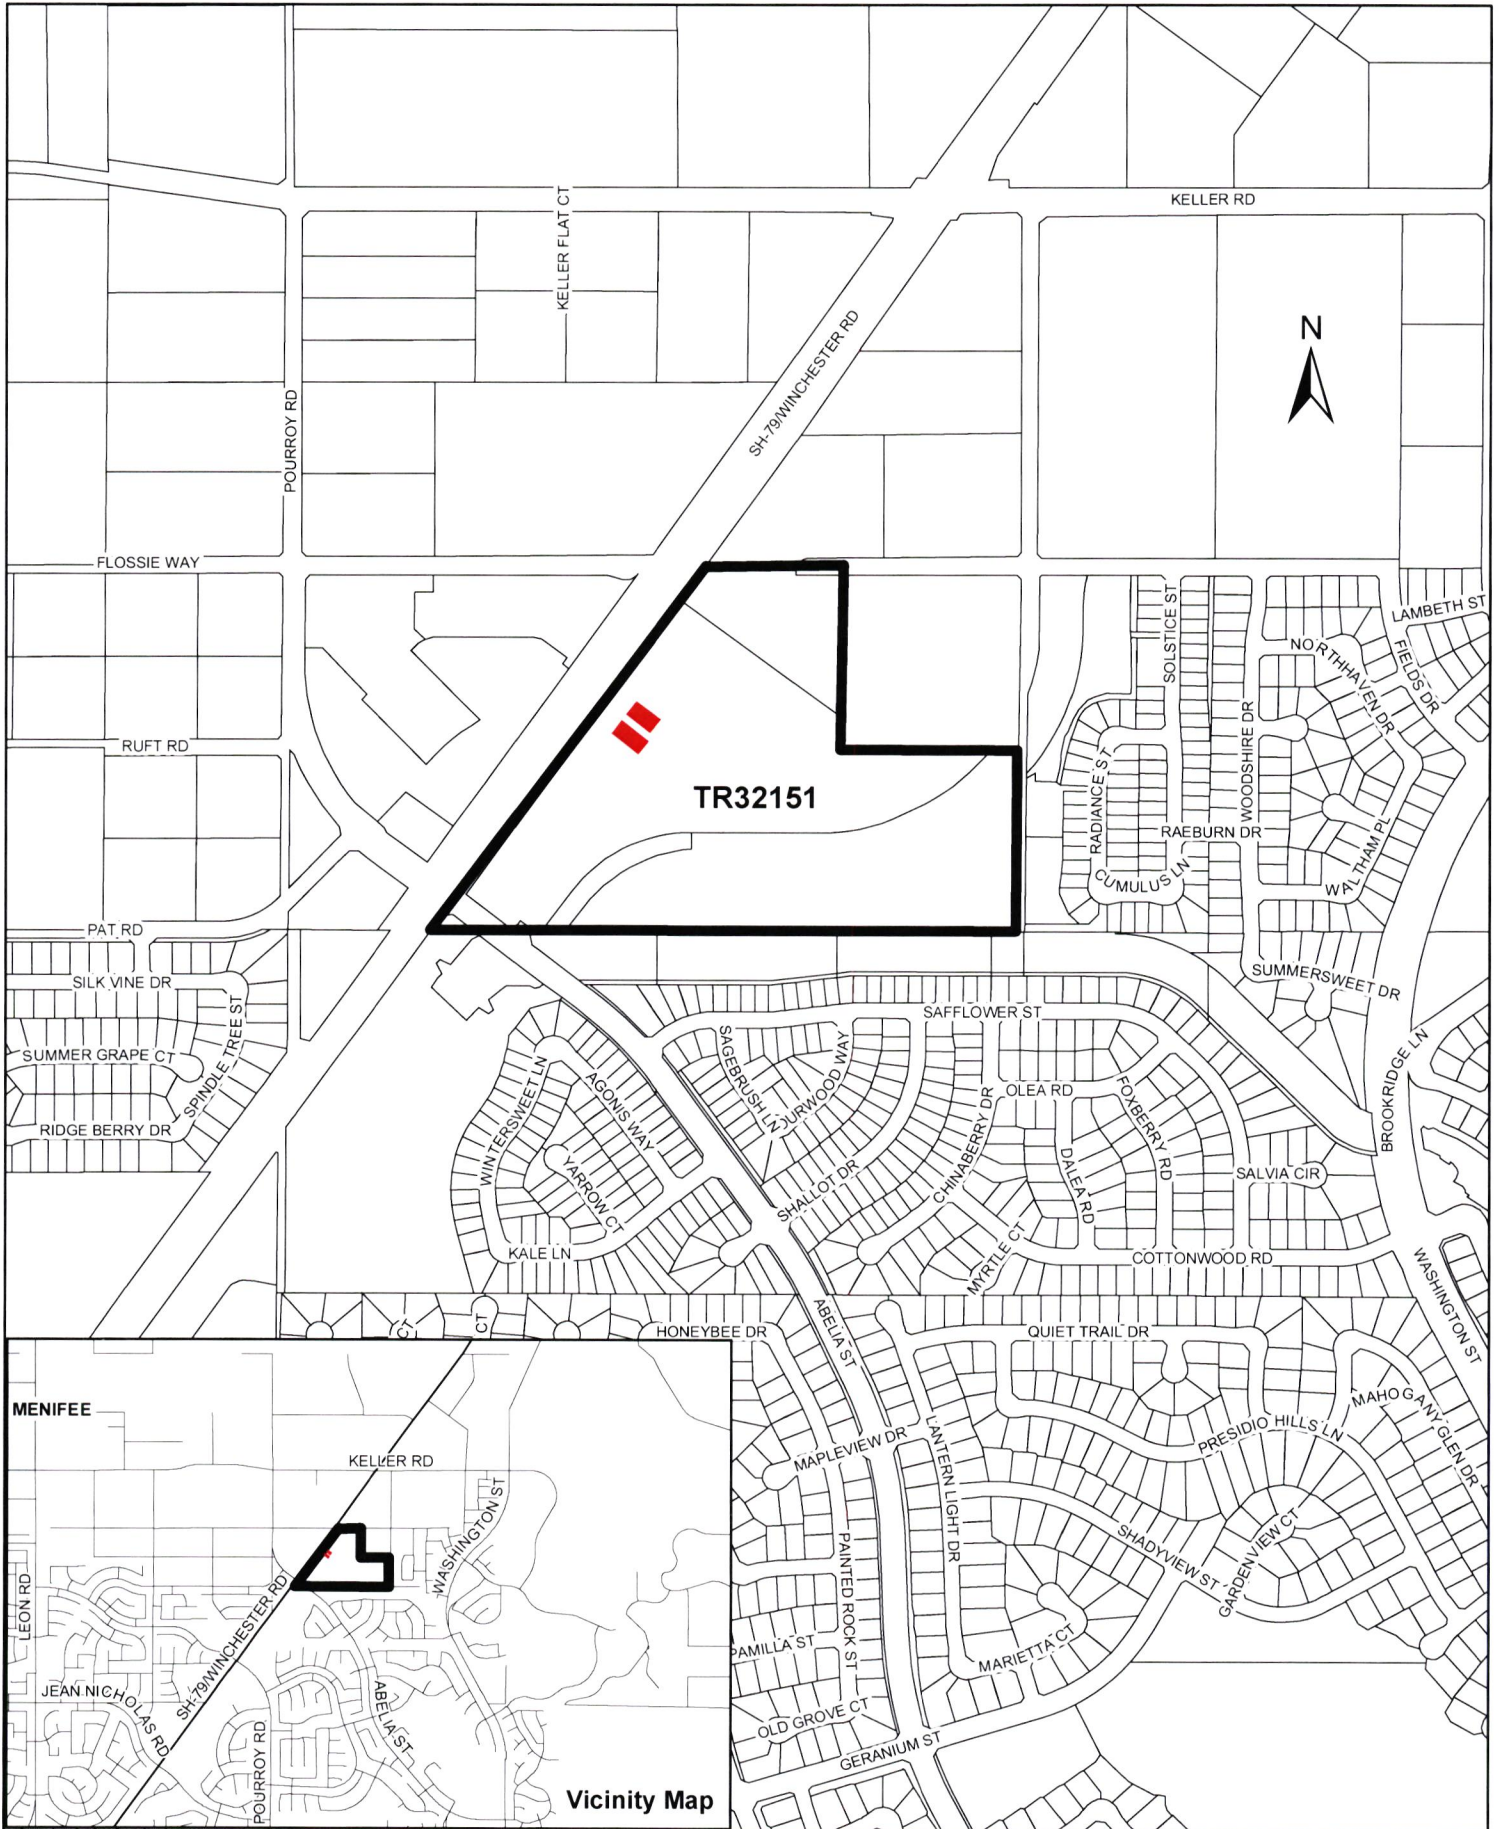 KELLER RD
KELLER FLAT CT
N
SH-79/WINCHESTER RD
POURROY RD
FLOSSIE WAY
SOLSTICE ST
LAMBETH ST
NORTHHAVEN DR
FIELDS DR
WOODSHIRE DR
RUFT RD
RADIANCE ST
TR32151
RAEBURN DR
WALTHAM PL
CUMULUS LN
PAT RD
SUMMERSWEET DR
SILK VINE DR
SAFFLOWER ST
SPINDLE TREE ST
SUMMER GRAPE CT
SAGEBRUSH LN
OURWOOD WAY
BROOKRIDGE LN
WINTERSWEET LN
AGONIS WAY
OLEA RD
FOXBERRY RD
RIDGE BERRY DR
CHINABERRY DR
YARROW CT
SHALLOT DR
DALEA RD
SALVIA CIR
KALE LN
MYRTLE CT
COTTONWOOD RD
WASHINGTON ST
ABELIA ST
CT
CT
HONEYBEE DR
QUIET TRAIL DR
MAHOGANY GLEN DR
MAPLEVIEW DR
LANTERN LIGHT DR
PRESIDIO HILLS LN
PAINTED ROCK ST
SHADYVIEW ST
GARDENVIEW CT
PAMILLA ST
MARIETTA CT
OLD GROVE CT
GERANIUM ST
MENIFEE
KELLER RD
WASHINGTON ST
LEON RD
SH-79/WINCHESTER RD
JEAN NICHOLAS RD
ABELIA ST
POURROY RD
Vicinity Map